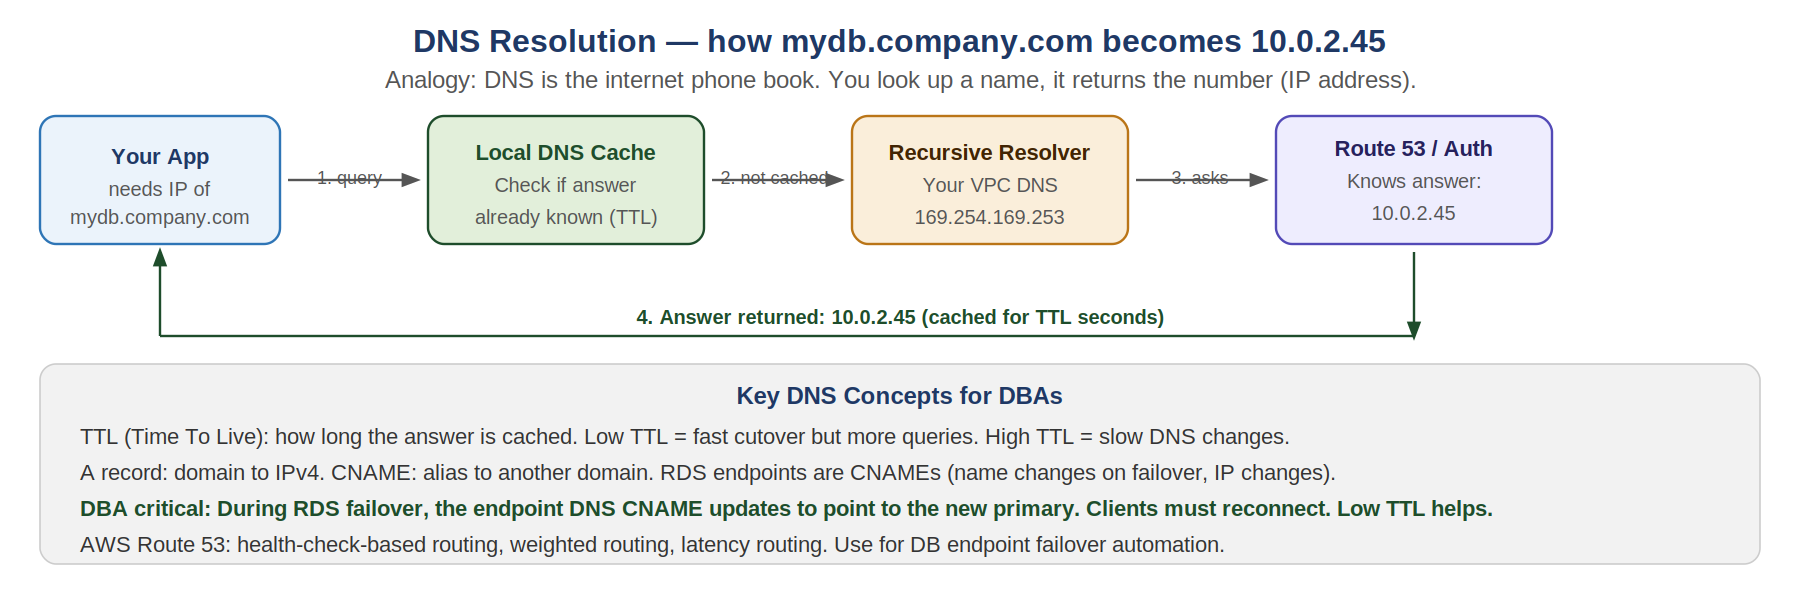 DNS Resolution — how mydb.company.com becomes 10.0.2.45
Analogy: DNS is the internet phone book. You look up a name, it returns the number (IP address).
Your App
needs IP of
mydb.company.com
1. query
Local DNS Cache
Check if answer
already known (TTL)
2. not cached
Recursive Resolver
Your VPC DNS
169.254.169.253
3. asks
Route 53 / Auth
Knows answer:
10.0.2.45
4. Answer returned: 10.0.2.45 (cached for TTL seconds)
Key DNS Concepts for DBAs
TTL (Time To Live): how long the answer is cached. Low TTL = fast cutover but more queries. High TTL = slow DNS changes.
A record: domain to IPv4. CNAME: alias to another domain. RDS endpoints are CNAMEs (name changes on failover, IP changes).
DBA critical: During RDS failover, the endpoint DNS CNAME updates to point to the new primary. Clients must reconnect. Low TTL helps.
AWS Route 53: health-check-based routing, weighted routing, latency routing. Use for DB endpoint failover automation.